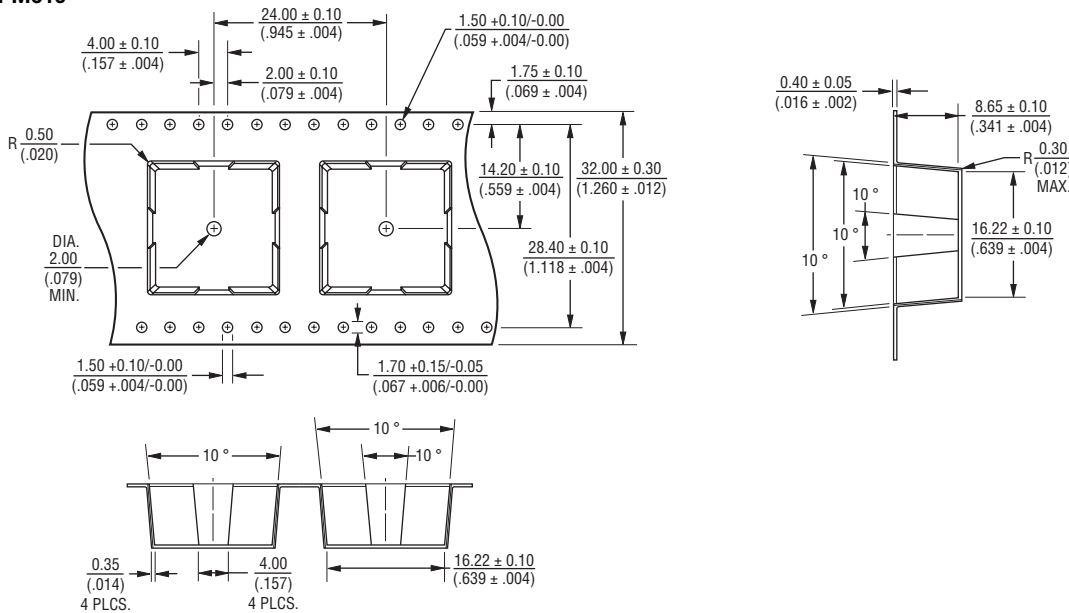 24.00 ± 0.10
(.945 ± .004)
1.50 +0.10/-0.00
(.059 +.004/-0.00)
4.00 ± 0.10
(.157 ± .004)
2.00 ± 0.10
(.079 ± .004)
1.75 ± 0.10
(.069 ± .004)
R 0.50
(.020)
14.20 ± 0.10
(.559 ± .004)
32.00 ± 0.30
(1.260 ± .012)
28.40 ± 0.10
(1.118 ± .004)
DIA.
2.00
(.079)
MIN.
1.50 +0.10/-0.00
(.059 +.004/-0.00)
1.70 +0.15/-0.05
(.067 +.006/-0.00)
0.40 ± 0.05
(.016 ± .002)
8.65 ± 0.10
(.341 ± .004)
R 0.30
(.012)
MAX.
10 °
10 °
10 °
16.22 ± 0.10
(.639 ± .004)
10 °
10 °
10 °
0.35
(.014)
4 PLCS.
4.00
(.157)
4 PLCS.
16.22 ± 0.10
(.639 ± .004)